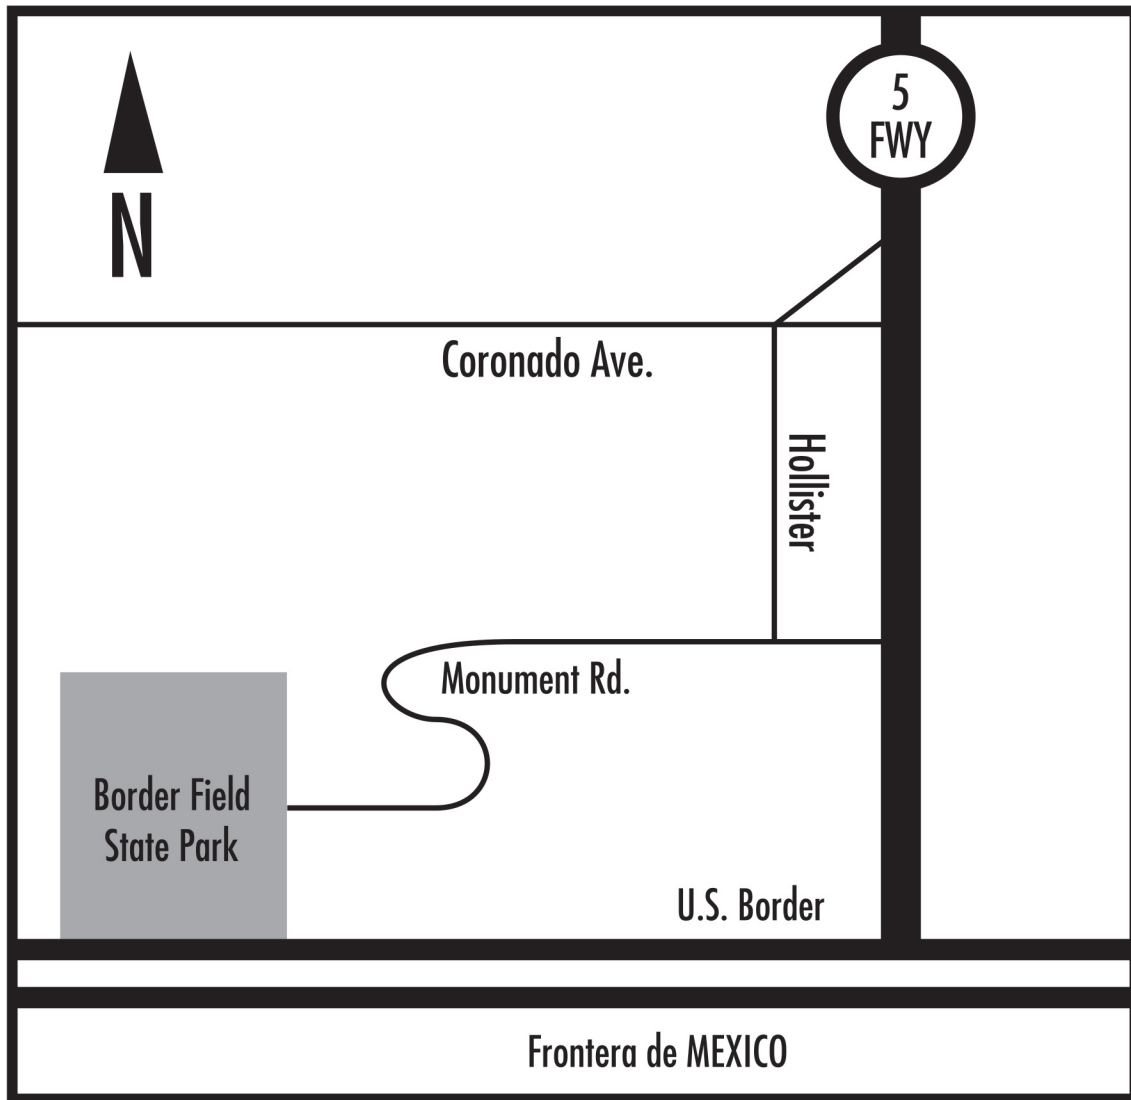 5
FWY
N
Coronado Ave.
Hollister
Monument Rd.
Border Field
State Park
U.S. Border
Frontera de MEXICO